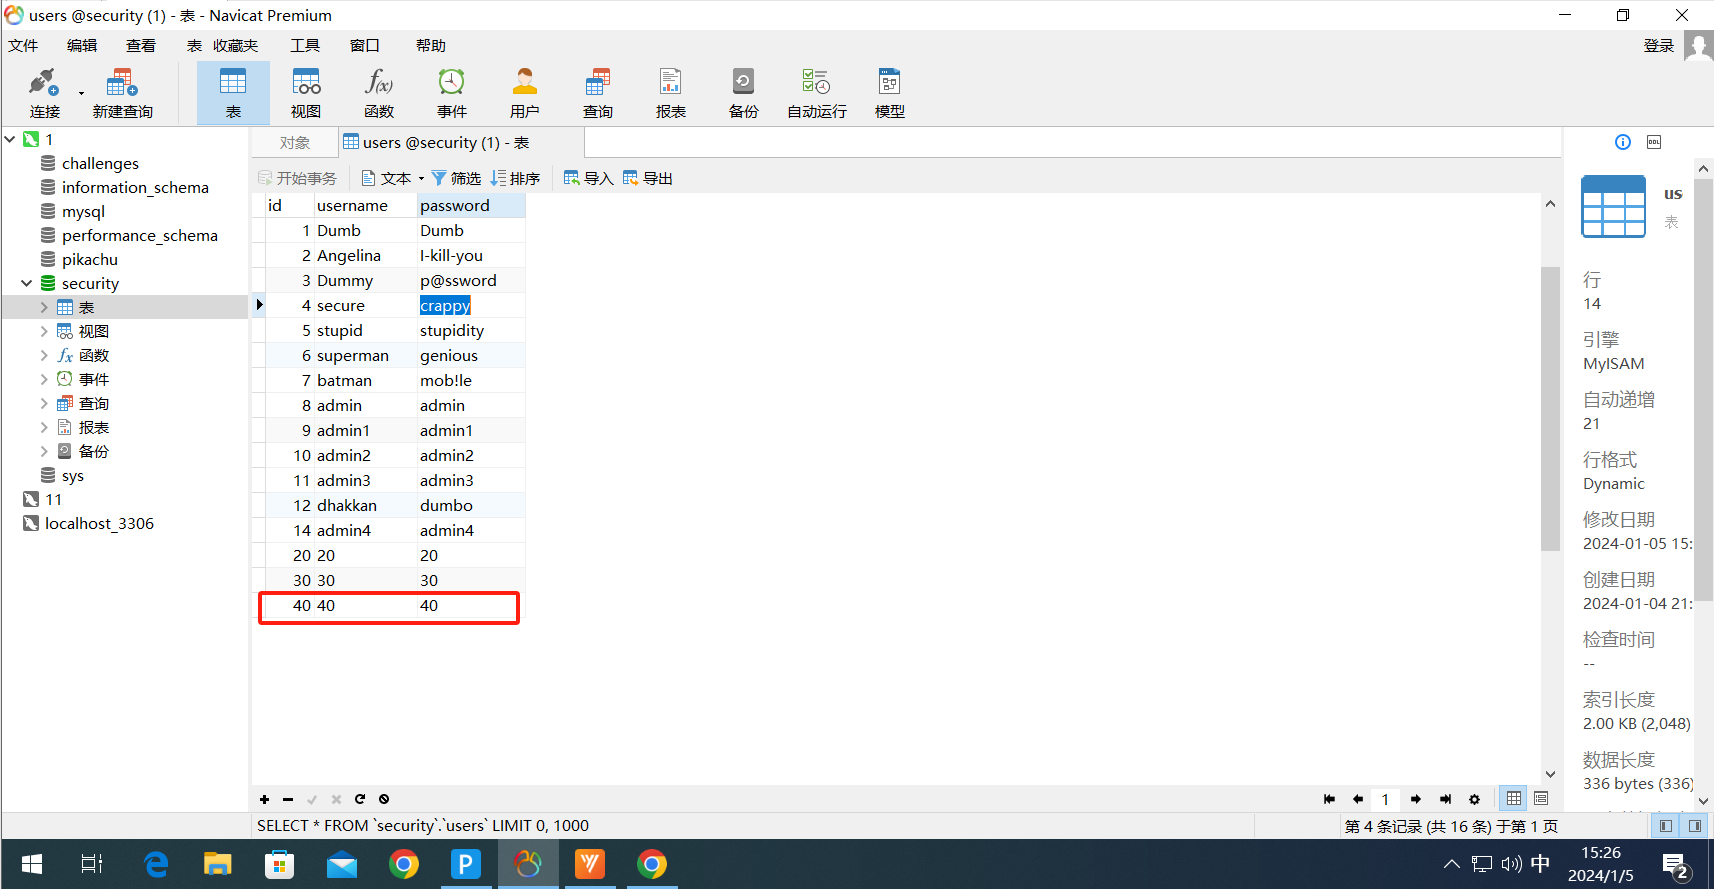 users @security (1) - 表 - Navicat Premium
文件 编辑 查看 表 收藏夹 工具 窗口 帮助 登录
连接 新建查询 表 视图 函数 事件 用户 查询 报表 备份 自动运行 模型
1
challenges
information_schema
mysql
performance_schema
pikachu
security
表
视图
函数
事件
查询
报表
备份
sys
11
localhost_3306
对象 users @security (1) - 表
开始事务 文本 筛选 排序 导入 导出
id username password
1 Dumb Dumb
2 Angelina I-kill-you
3 Dummy p@ssword
4 secure crappy
5 stupid stupidity
6 superman genious
7 batman mob!le
8 admin admin
9 admin1 admin1
10 admin2 admin2
11 admin3 admin3
12 dhakkan dumbo
14 admin4 admin4
20 20 20
30 30 30
40 40 40
DDL
us
表
行
14
引擎
MyISAM
自动递增
21
行格式
Dynamic
修改日期
2024-01-05 15:
创建日期
2024-01-04 21:
检查时间
--
索引长度
2.00 KB (2,048)
数据长度
336 bytes (336)
1
SELECT * FROM `security`.`users` LIMIT 0, 1000
第 4 条记录 (共 16 条) 于第 1 页
中
15:26
2024/1/5
2